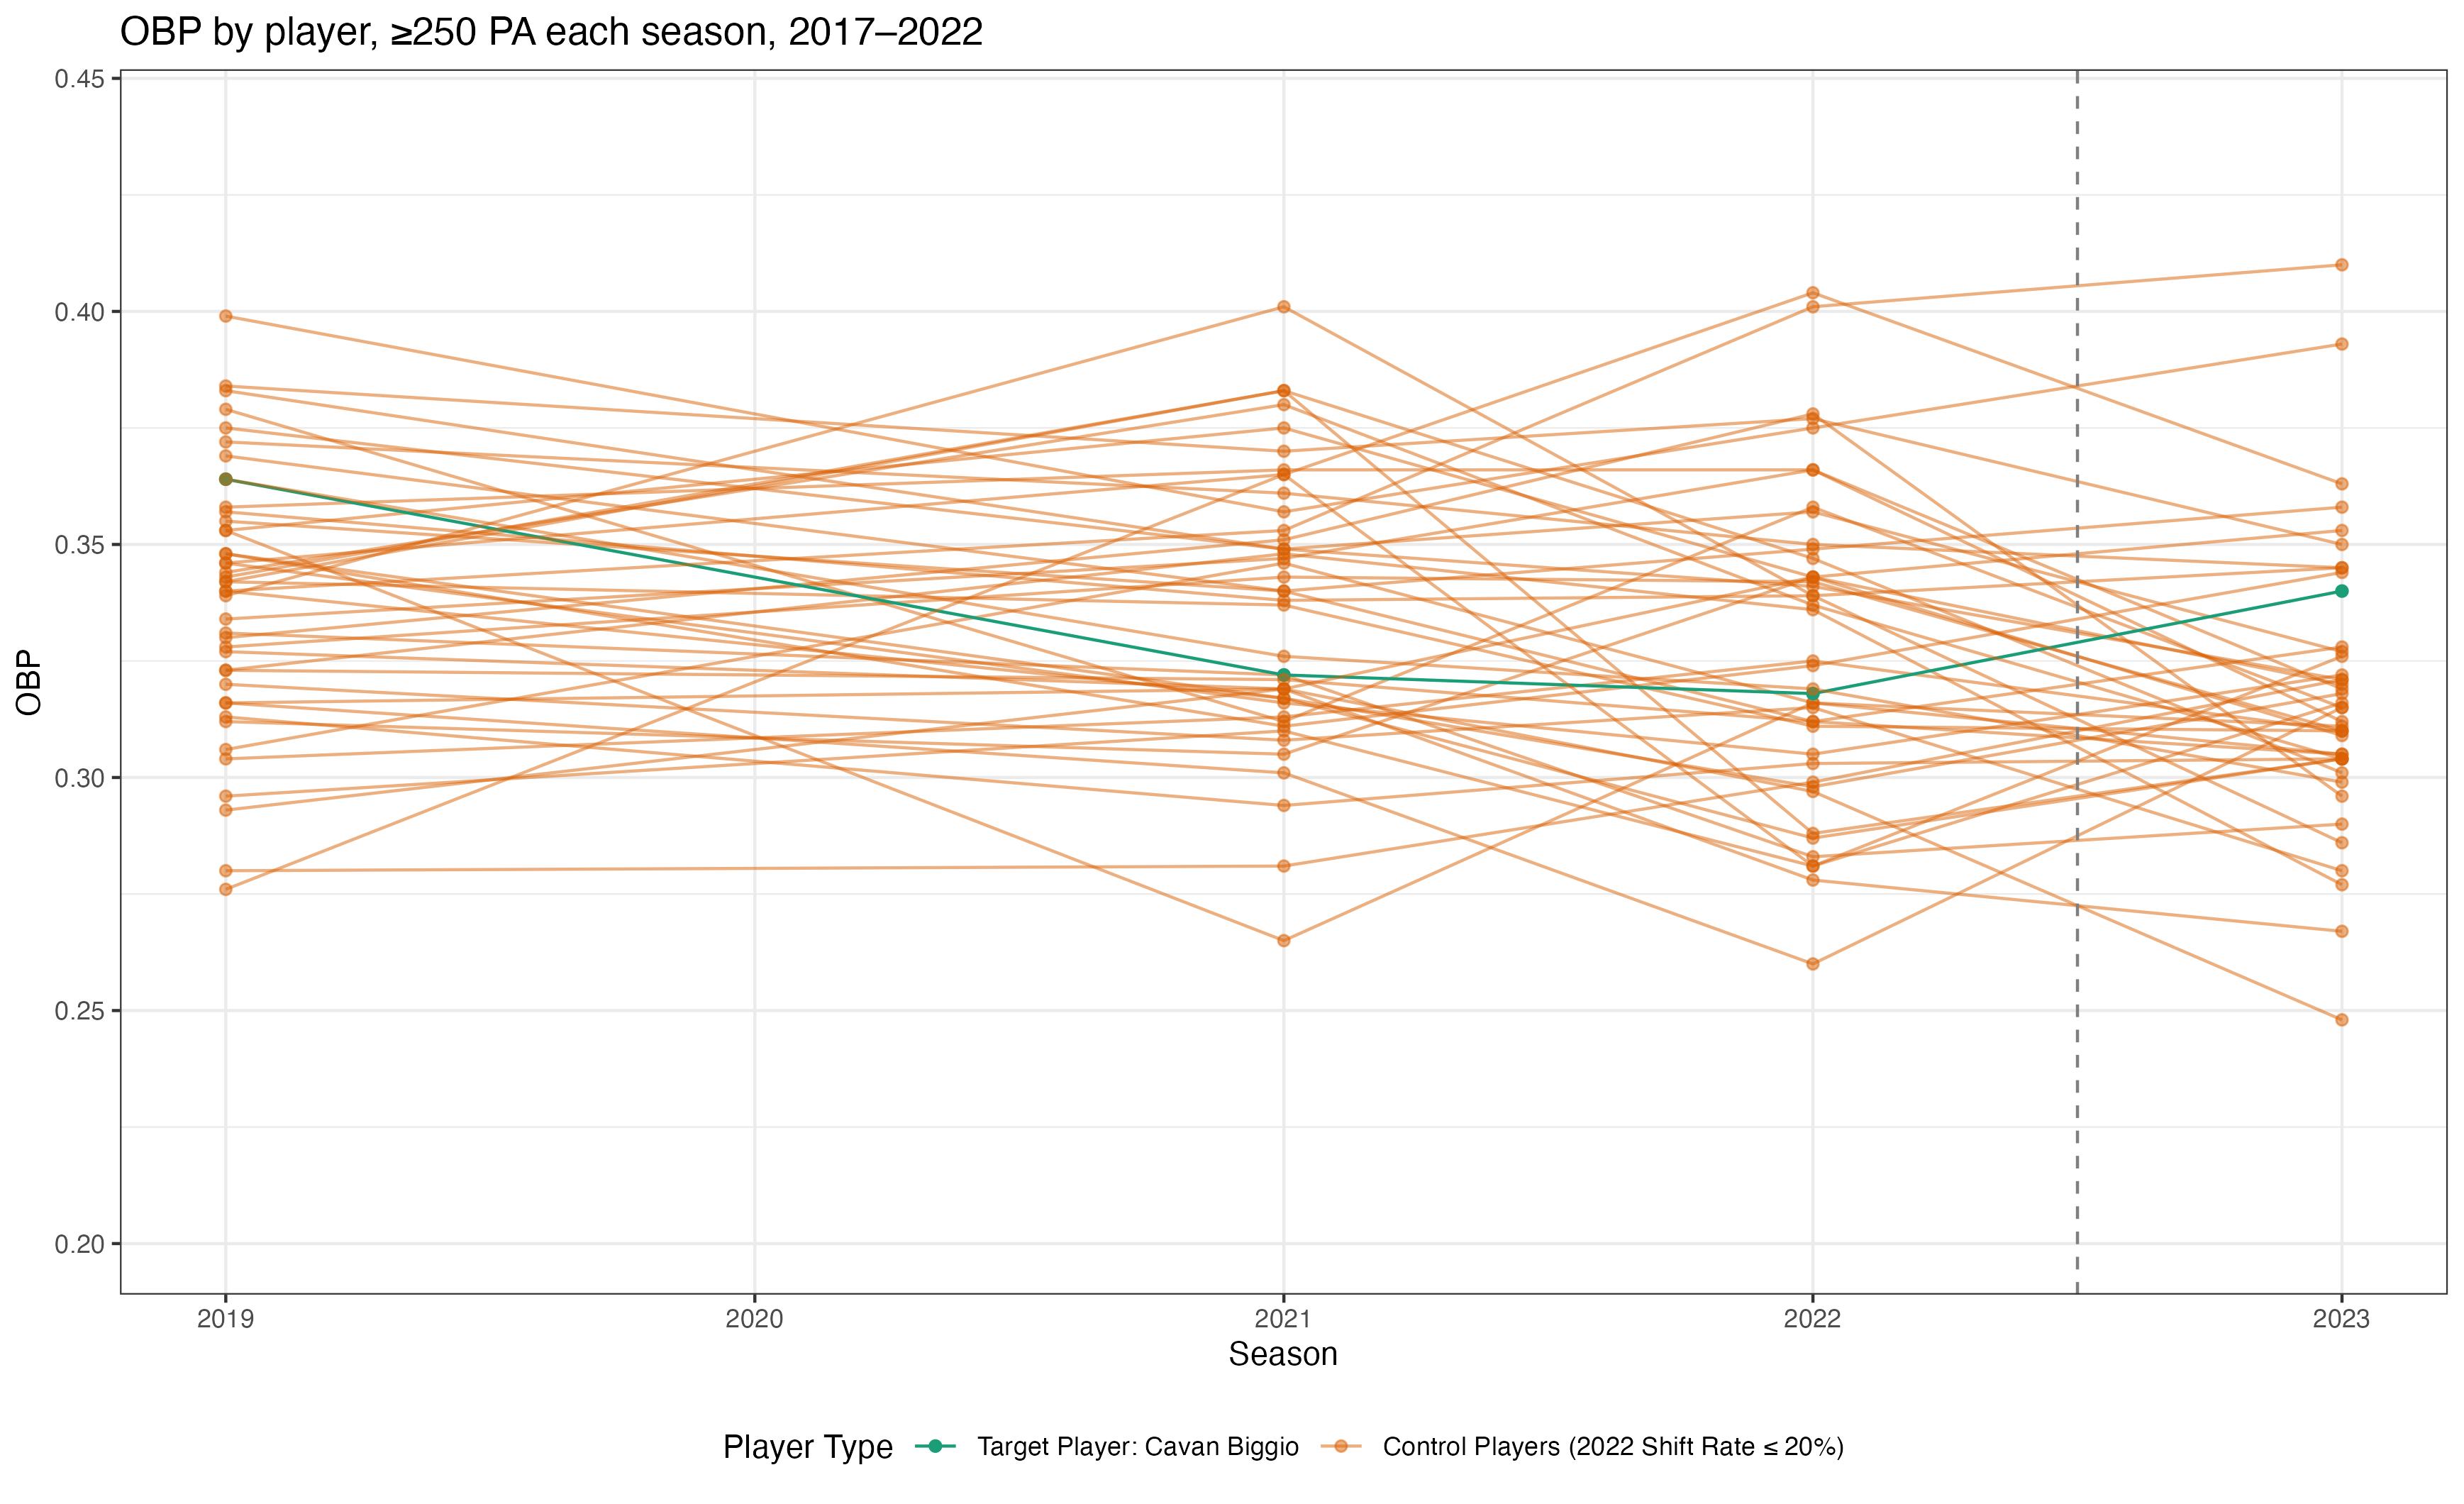 OBP by player, ≥250 PA each season, 2017–2022
OBP
0.45
0.40
0.35
0.30
0.25
0.20
2019 2020 2021 2022 2023
Season
Player Type Target Player: Cavan Biggio Control Players (2022 Shift Rate ≤ 20%)